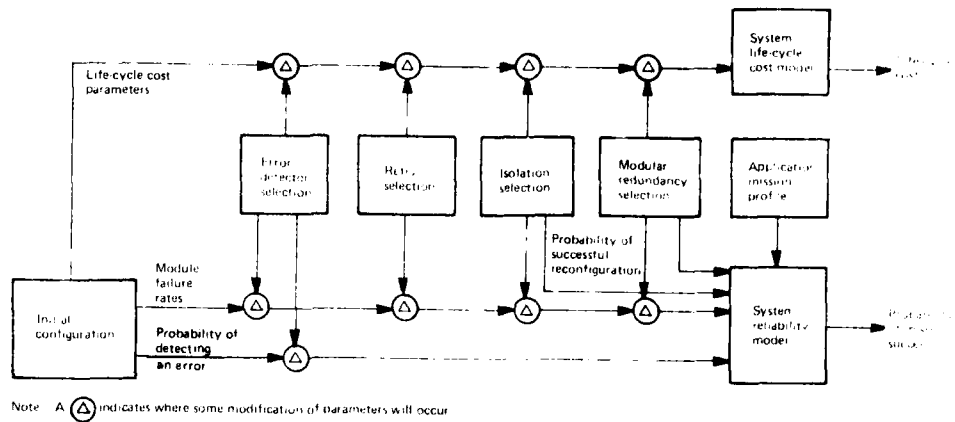 System
life-cycle
cost model
Life-cycle cost
parameters
Error
detector
selection
Retry
selection
Isolation
selection
Modular
redundancy
selection
Application
mission
profile
Probability of
successful
reconfiguration
Module
failure
rates
Initial
configuration
Probability of
detecting
an error
System
reliability
model
Note A Δ indicates where some modification of parameters will occur